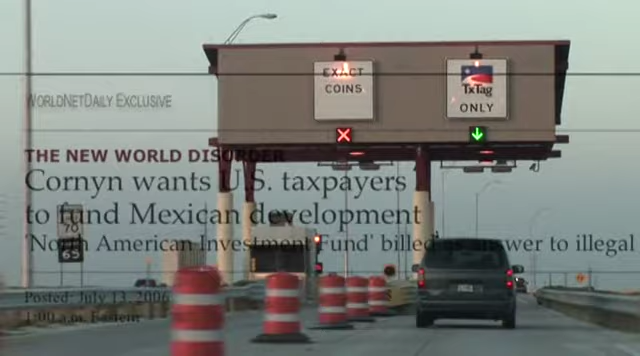 EXACT
COINS
TxTag
ONLY
WORLDNETDAILY EXCLUSIVE
THE NEW WORLD DISORDER
Cornyn wants U.S. taxpayers
to fund Mexican development
'North American Investment Fund' billed as answer to illegal
70
65
Posted: July 13, 2006
1:00 a.m. Eastern